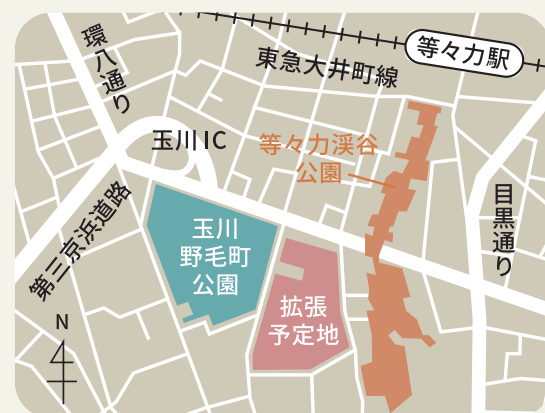 環八通り
東急大井町線
等々力駅
玉川IC
等々力渓谷
公園
目黒通り
第三京浜道路
玉川
野毛町
公園
拡張
予定地
N